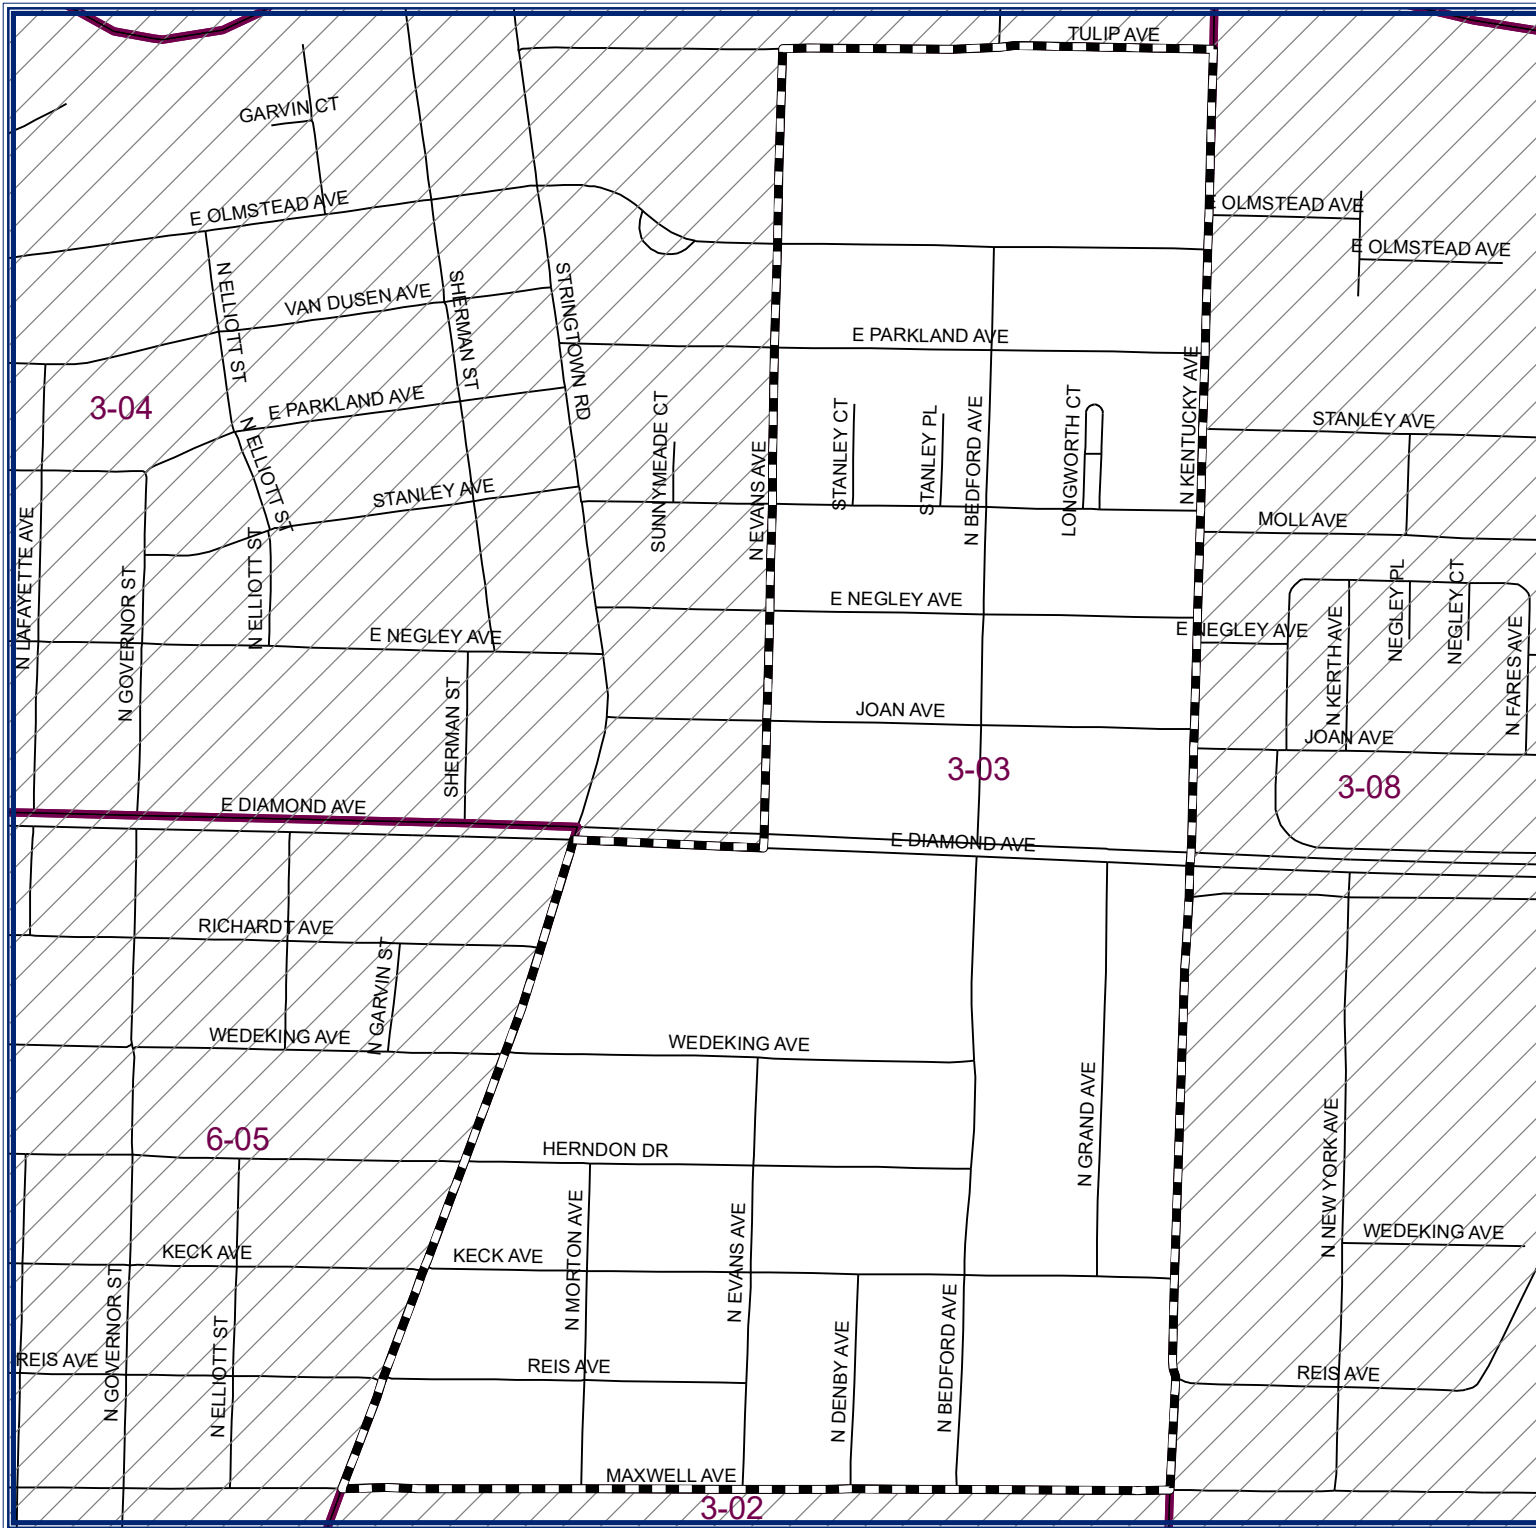 TULIP AVE
GARVIN CT
E OLMSTEAD AVE
E OLMSTEAD AVE
E OLMSTEAD AVE
N ELLIOTT ST
VAN DUSEN AVE
SHERMAN ST
STRINGTOWN RD
E PARKLAND AVE
N KENTUCKY AVE
3-04
E PARKLAND AVE
N ELLIOTT ST
STANLEY AVE
SUNNYMEADE CT
N EVANS AVE
STANLEY CT
STANLEY PL
N BEDFORD AVE
LONGWORTH CT
STANLEY AVE
MOLL AVE
N LAFAYETTE AVE
N GOVERNOR ST
N ELLIOTT ST
E NEGLEY AVE
E NEGLEY AVE
E NEGLEY AVE
N KERTH AVE
NEGLEY PL
NEGLEY CT
N FARES AVE
SHERMAN ST
JOAN AVE
JOAN AVE
3-03
3-08
E DIAMOND AVE
E DIAMOND AVE
RICHARDT AVE
N GARVIN ST
WEDEKING AVE
WEDEKING AVE
N GRAND AVE
N NEW YORK AVE
6-05
HERNDON DR
KECK AVE
KECK AVE
N MORTON AVE
N EVANS AVE
WEDEKING AVE
N GOVERNOR ST
N ELLIOTT ST
REIS AVE
REIS AVE
N DENBY AVE
N BEDFORD AVE
REIS AVE
MAXWELL AVE
3-02